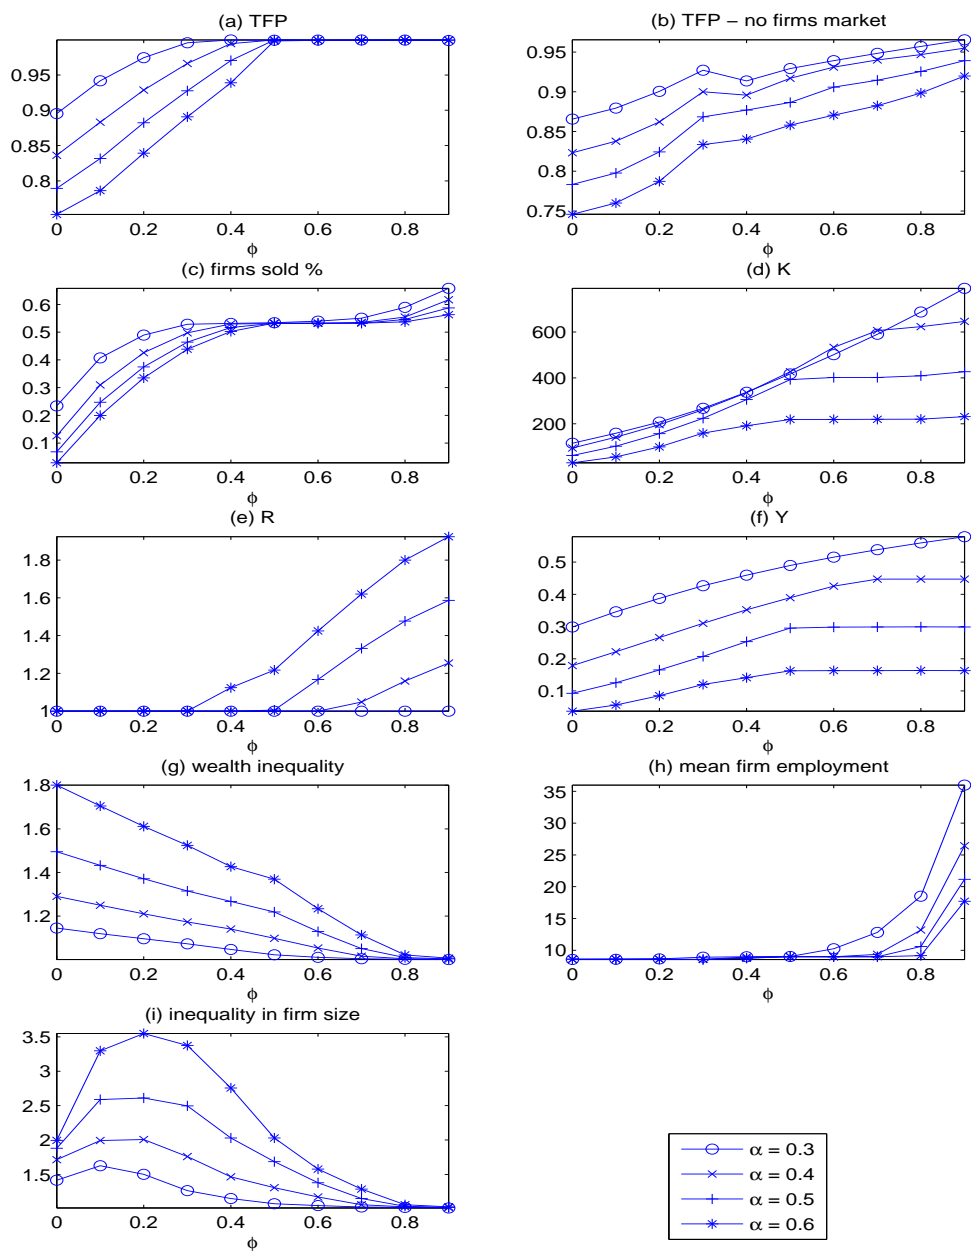 (a) TFP
0.95
0.9
0.85
0.8
0 0.2 0.4 0.6 0.8
ϕ
(b) TFP − no firms market
0.95
0.9
0.85
0.8
0.75
0 0.2 0.4 0.6 0.8
ϕ
(c) firms sold %
0.6
0.5
0.4
0.3
0.2
0.1
0 0.2 0.4 0.6 0.8
ϕ
(d) K
600
400
200
0 0.2 0.4 0.6 0.8
ϕ
(e) R
1.8
1.6
1.4
1.2
1
0 0.2 0.4 0.6 0.8
ϕ
(f) Y
0.5
0.4
0.3
0.2
0.1
0 0.2 0.4 0.6 0.8
ϕ
(g) wealth inequality
1.8
1.6
1.4
1.2
0 0.2 0.4 0.6 0.8
ϕ
(h) mean firm employment
35
30
25
20
15
10
0 0.2 0.4 0.6 0.8
ϕ
(i) inequality in firm size
3.5
3
2.5
2
1.5
0 0.2 0.4 0.6 0.8
ϕ
α = 0.3
α = 0.4
α = 0.5
α = 0.6